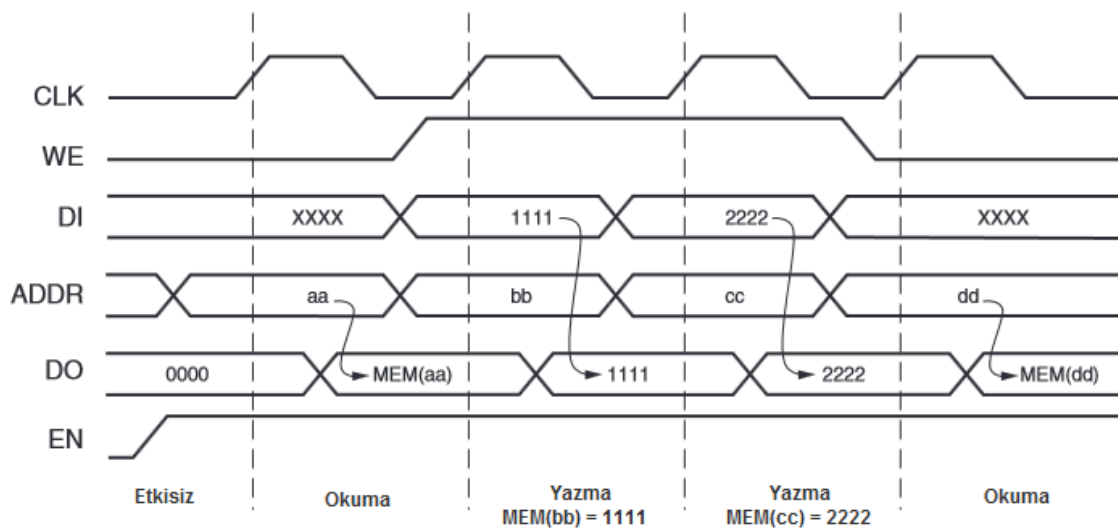 CLK
WE
DI XXXX 1111 2222 XXXX
ADDR aa bb cc dd
DO 0000 MEM(aa) 1111 2222 MEM(dd)
EN
Etkisiz Okuma Yazma Yazma Okuma
MEM(bb) = 1111 MEM(cc) = 2222